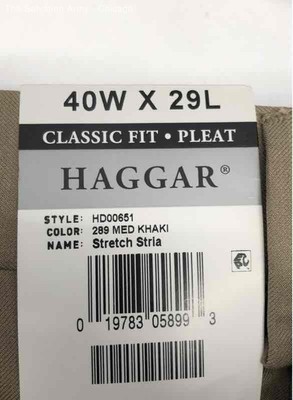 40W X 29L
CLASSIC FIT • PLEAT
HAGGAR®
STYLE: HD00651
COLOR: 289 MED KHAKI
NAME: Stretch Stria
0 19783 05899 3